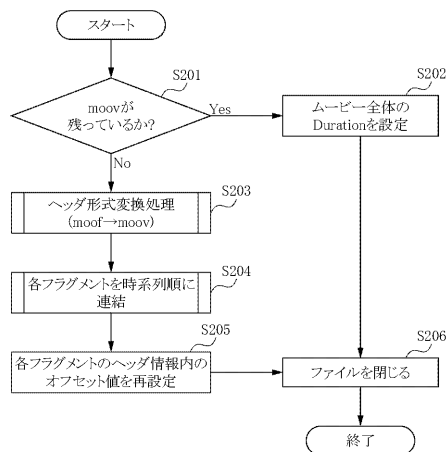 スタート
S201
moovが
残っているか?
Yes
S202
ムービー全体の
Durationを設定
No
S203
ヘッダ形式変換処理
(moof→moov)
S204
各フラグメントを時系列順に
連結
S205
各フラグメントのヘッダ情報内の
オフセット値を再設定
S206
ファイルを閉じる
終了